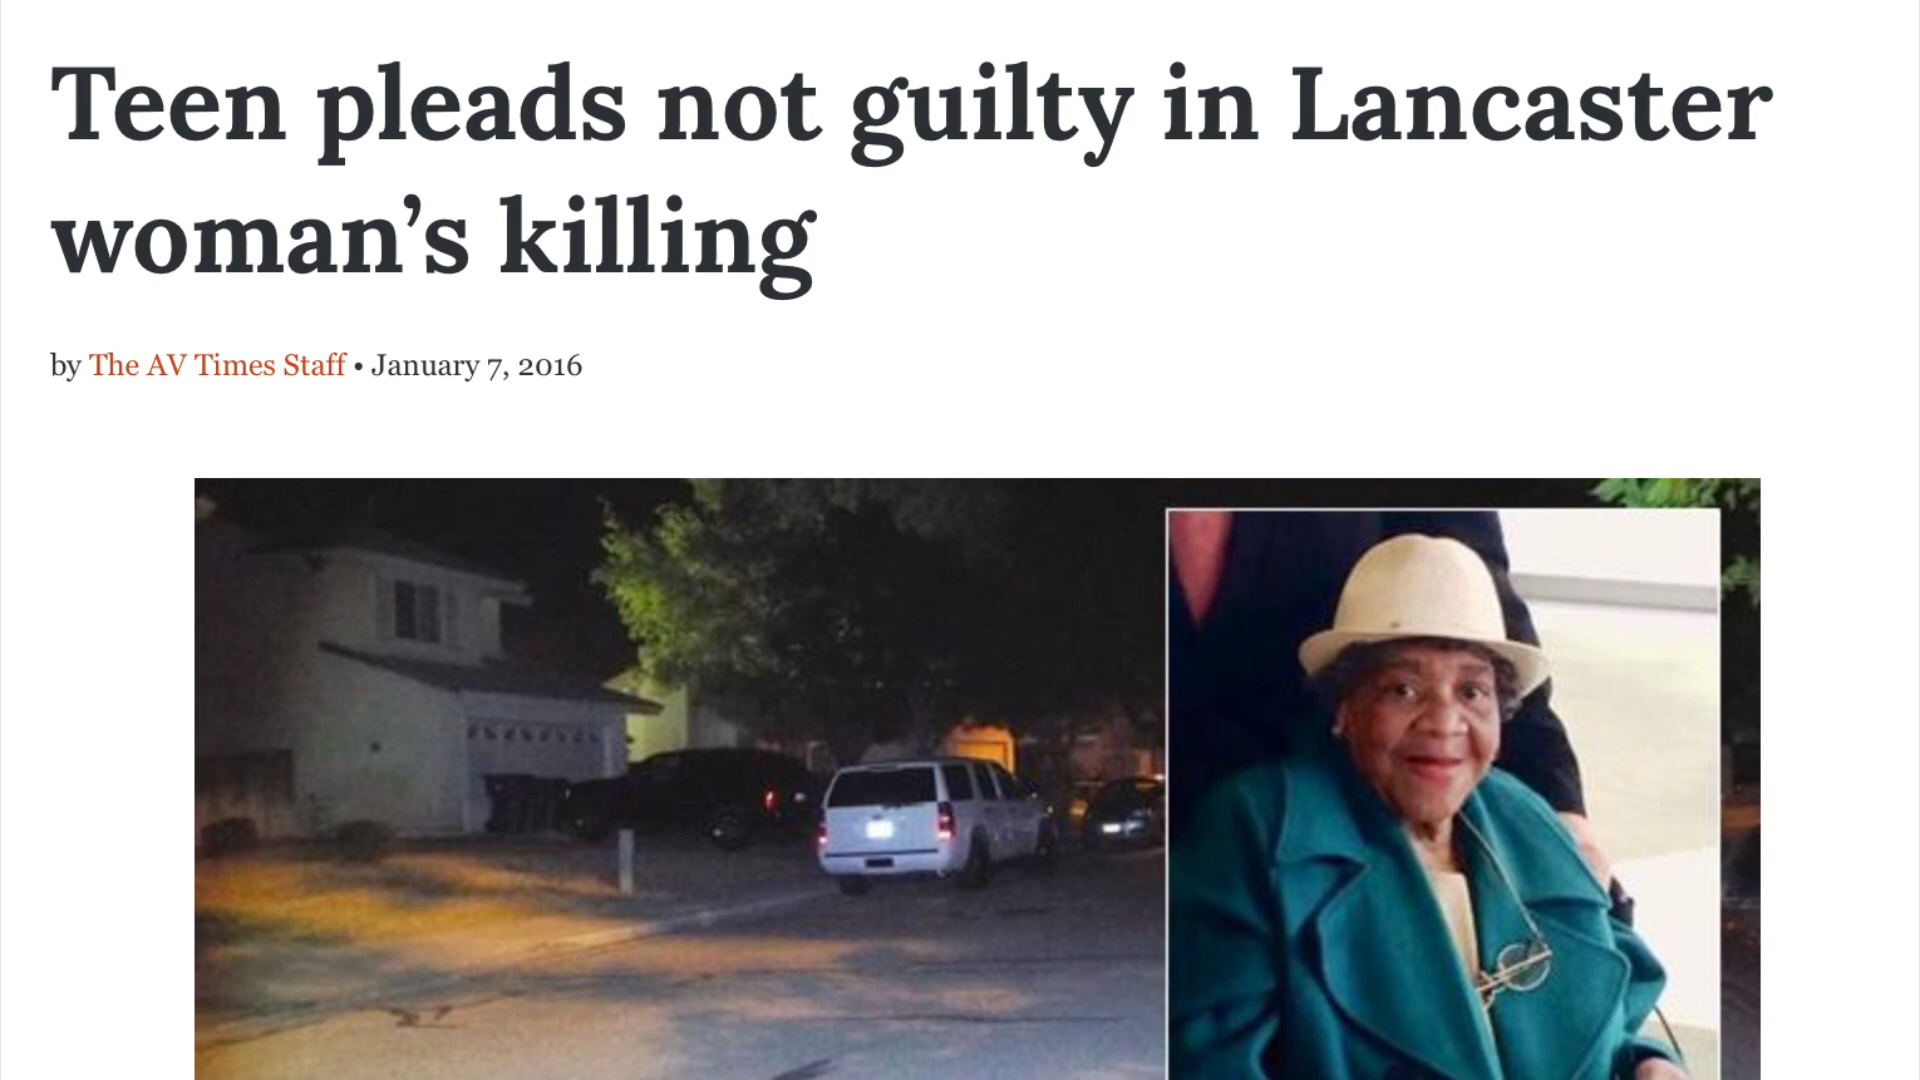 Teen pleads not guilty in Lancaster
woman’s killing
by The AV Times Staff • January 7, 2016